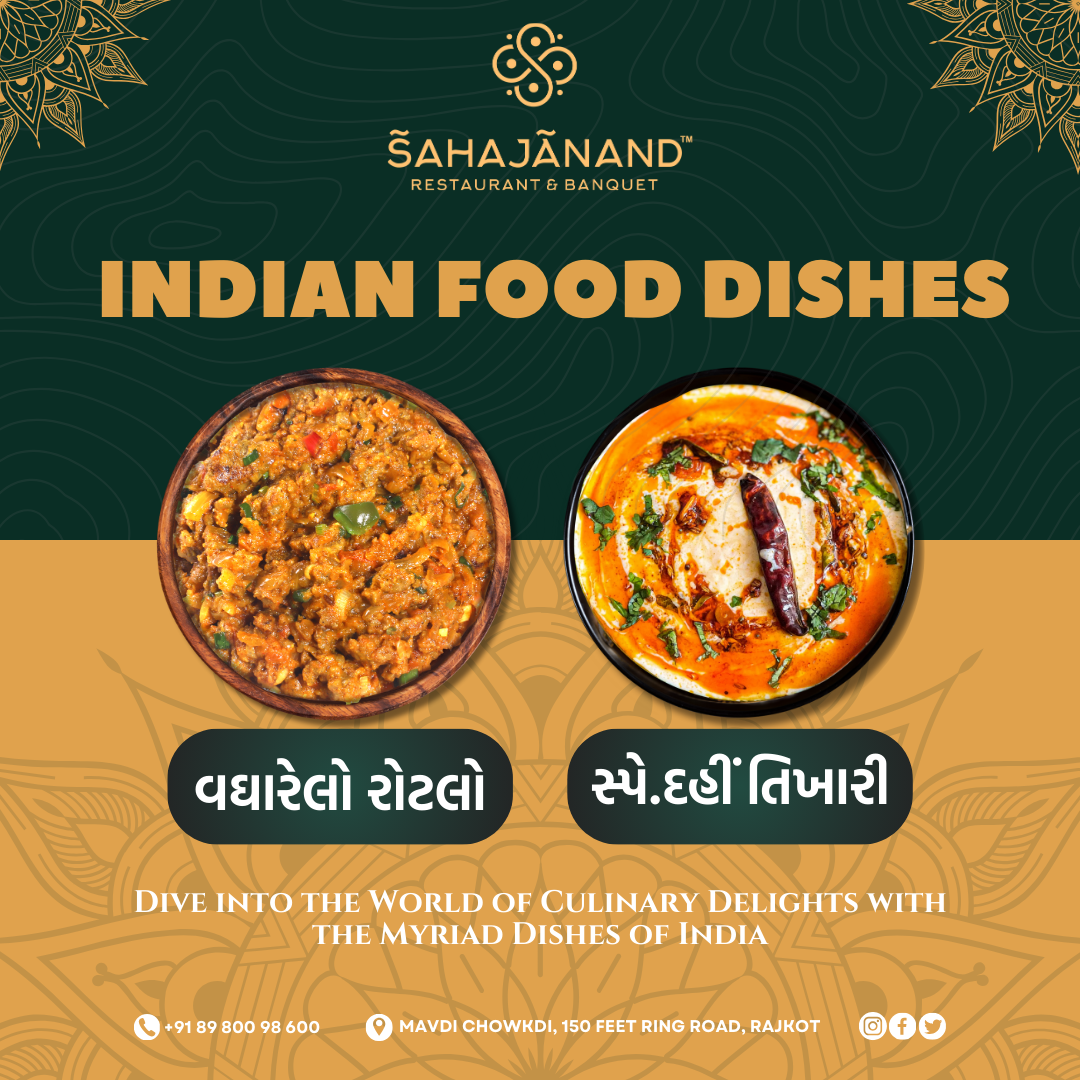 SAHAJÃNAND™
RESTAURANT & BANQUET
INDIAN FOOD DISHES
વઘારેલો રોટલો
સ્પે.દહીં તિખારી
DIVE INTO THE WORLD OF CULINARY DELIGHTS WITH
THE MYRIAD DISHES OF INDIA
+91 89 800 98 600
MAVDI CHOWKDI, 150 FEET RING ROAD, RAJKOT